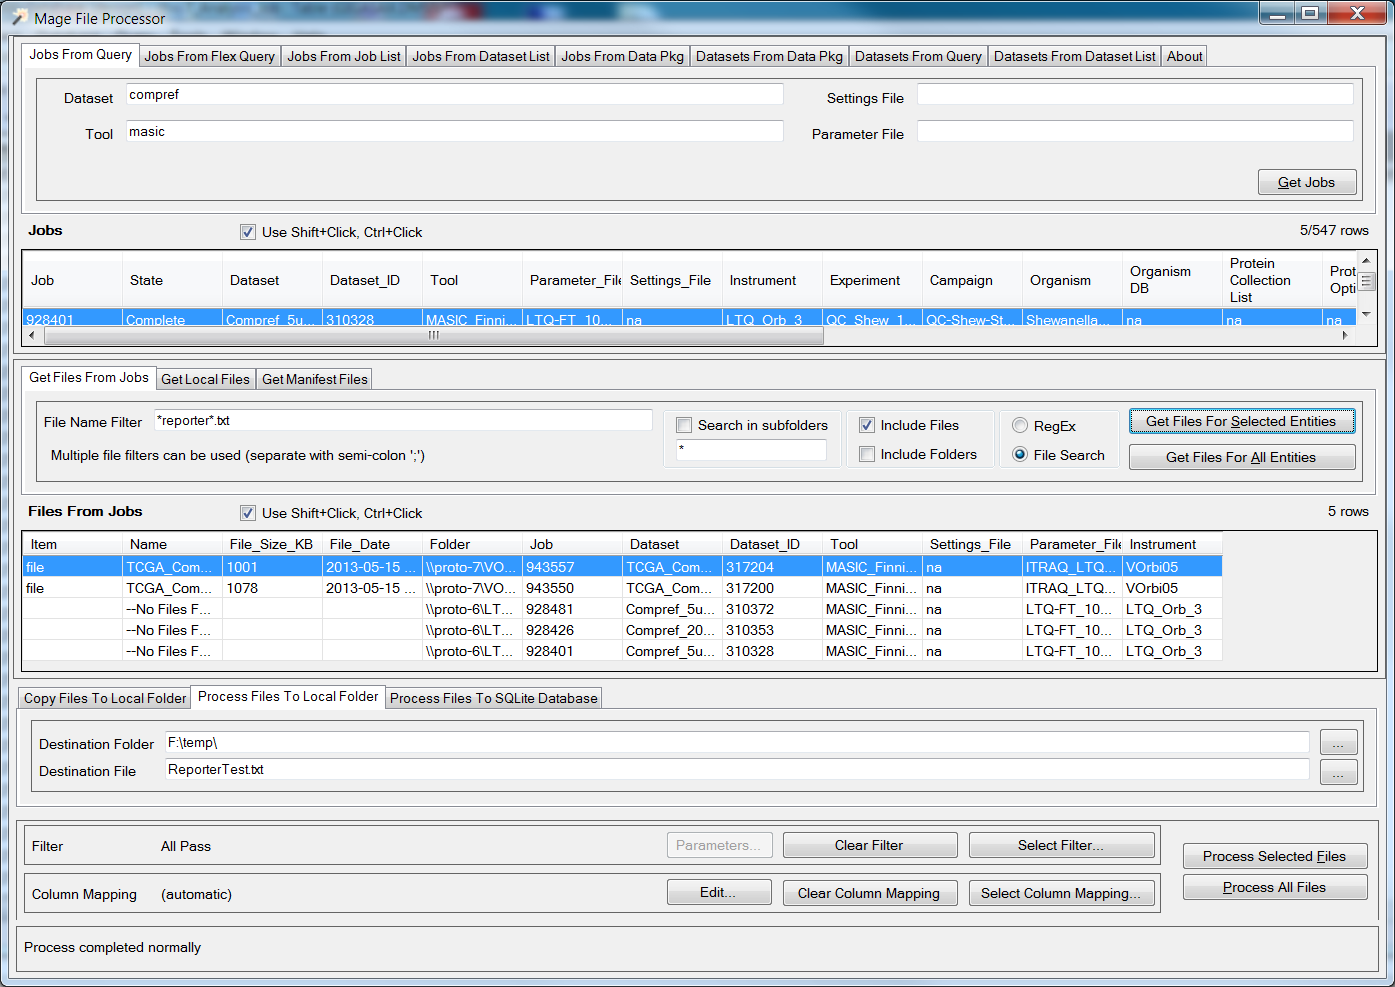 Mage File Processor
Jobs From Query Jobs From Flex Query Jobs From Job List Jobs From Dataset List Jobs From Data Pkg Datasets From Data Pkg Datasets From Query Datasets From Dataset List About
Dataset compref Settings File
Tool masic Parameter File
Get Jobs
Jobs Use Shift+Click, Ctrl+Click 5/547 rows
Job State Dataset Dataset_ID Tool Parameter_File Settings_File Instrument Experiment Campaign Organism Organism DB Protein Collection List Prot Opti
928401 Complete Compref_5u... 310328 MASIC_Finni... LTQ-FT_10... na LTQ_Orb_3 QC_Shew_1... QC-Shew-St... Shewanella... na na na
Get Files From Jobs Get Local Files Get Manifest Files
File Name Filter *reporter*.txt Search in subfolders Include Files RegEx Get Files For Selected Entities
Multiple file filters can be used (separate with semi-colon ';') * Include Folders File Search Get Files For All Entities
Files From Jobs Use Shift+Click, Ctrl+Click 5 rows
Item Name File_Size_KB File_Date Folder Job Dataset Dataset_ID Tool Settings_File Parameter_File Instrument
file TCGA_Com... 1001 2013-05-15 ... \\proto-7\VO... 943557 TCGA_Com... 317204 MASIC_Finni... na ITRAQ_LTQ... VOrbi05
file TCGA_Com... 1078 2013-05-15 ... \\proto-7\VO... 943550 TCGA_Com... 317200 MASIC_Finni... na ITRAQ_LTQ... VOrbi05
--No Files F... \\proto-6\LT... 928481 Compref_5u... 310372 MASIC_Finni... na LTQ-FT_10... LTQ_Orb_3
--No Files F... \\proto-6\LT... 928426 Compref_20... 310353 MASIC_Finni... na LTQ-FT_10... LTQ_Orb_3
--No Files F... \\proto-6\LT... 928401 Compref_5u... 310328 MASIC_Finni... na LTQ-FT_10... LTQ_Orb_3
Copy Files To Local Folder Process Files To Local Folder Process Files To SQLite Database
Destination Folder F:\temp\ ...
Destination File ReporterTest.txt ...
Filter All Pass Parameters... Clear Filter Select Filter...
Process Selected Files
Process All Files
Column Mapping (automatic) Edit... Clear Column Mapping Select Column Mapping...
Process completed normally